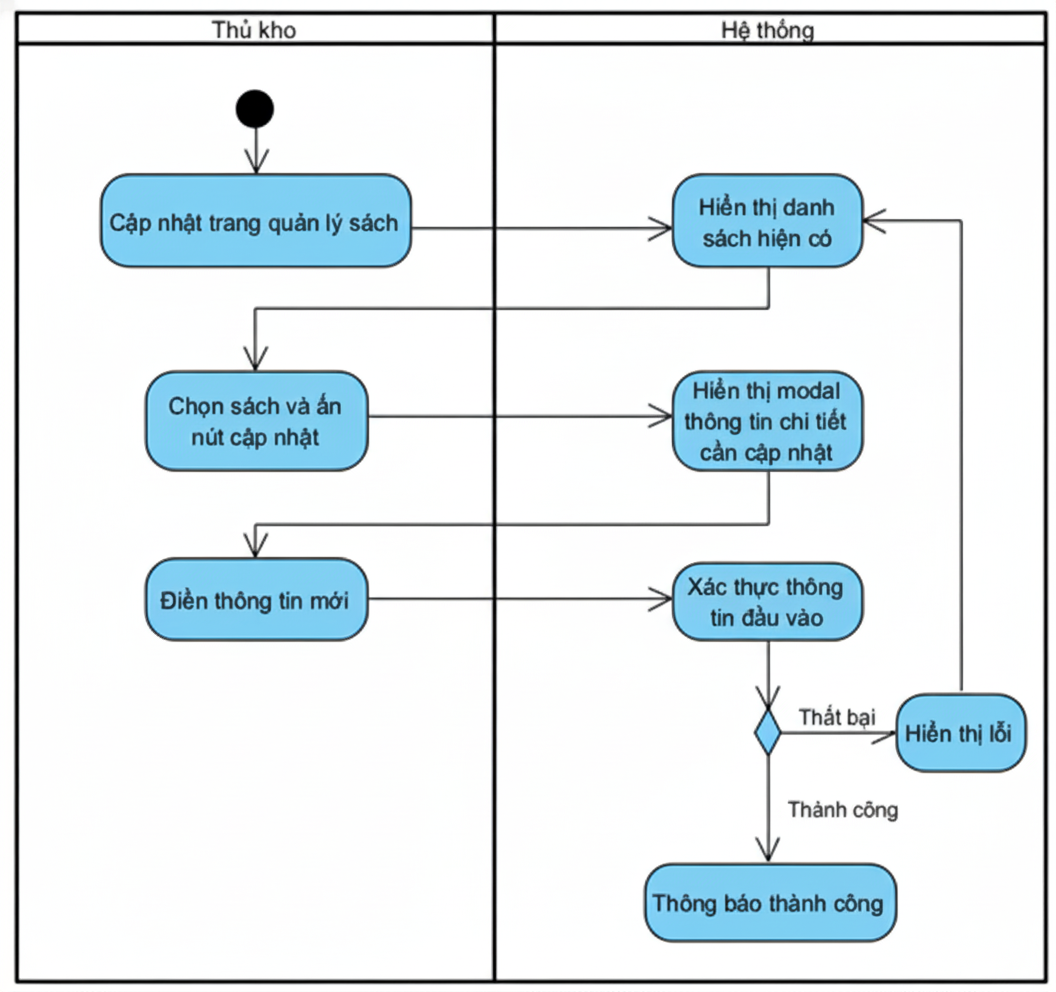 Thủ kho
Hệ thống
Cập nhật trang quản lý sách
Hiển thị danh
sách hiện có
Chọn sách và ấn
nút cập nhật
Hiển thị modal
thông tin chi tiết
cần cập nhật
Điền thông tin mới
Xác thực thông
tin đầu vào
Thất bại
Hiển thị lỗi
Thành công
Thông báo thành công